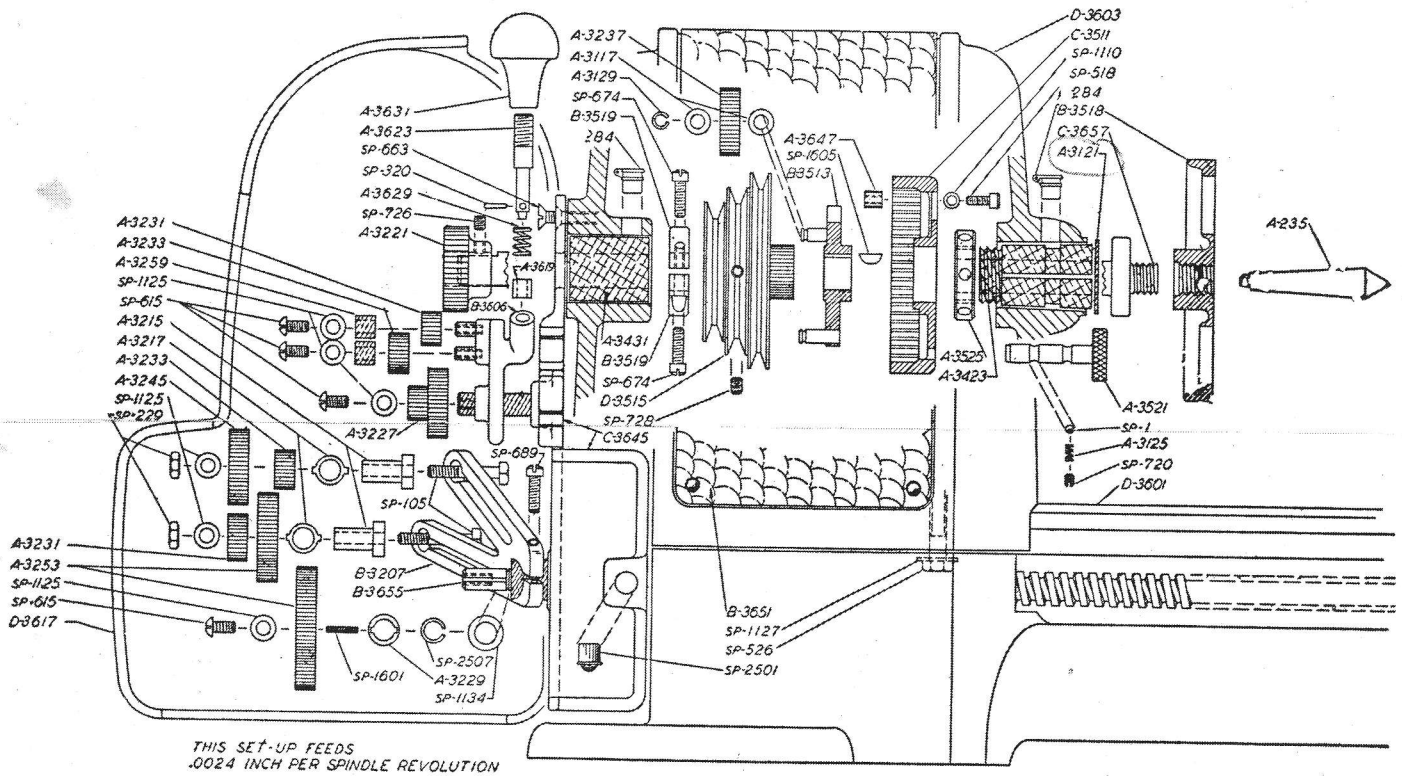 D-3603
C-3511
SP-1110
SP-518
284
B-3518
C-3657
A-3121
A-235
A-3237
A-3117
A-3129
SP-674
B-3519
284
A-3647
SP-1605
B-3513
A-3631
A-3623
SP-663
SP-320
A-3629
SP-726
A-3221
A-3619
B-3606
A-3231
A-3233
A-3259
SP-1125
SP-615
A-3215
A-3217
A-3233
A-3245
SP-1125
SP-229
A-3431
B-3519
SP-674
D-3515
SP-728
C-3645
A-3227
SP-689
A-3525
A-3423
A-3521
SP-1
A-3125
SP-720
D-3601
SP-105
A-3231
A-3253
SP-1125
SP-615
D-3617
B-3207
B-3655
B-3651
SP-1127
SP-526
SP-2501
SP-2507
A-3229
SP-1134
SP-1601
THIS SET-UP FEEDS
.0024 INCH PER SPINDLE REVOLUTION